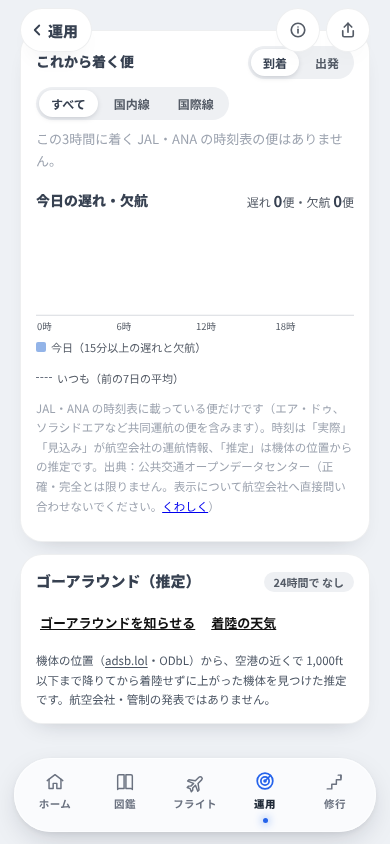 運用
これから着く便
到着 出発
すべて 国内線 国際線
この3時間に着く JAL・ANA の時刻表の便はありませ
ん。
今日の遅れ・欠航
遅れ 0便・欠航 0便
0時 6時 12時 18時
今日（15分以上の遅れと欠航）
いつも（前の7日の平均）
JAL・ANA の時刻表に載っている便だけです（エア・ドゥ、
ソラシドエアなど共同運航の便を含みます）。時刻は「実際」
「見込み」が航空会社の運航情報、「推定」は機体の位置から
の推定です。出典：公共交通オープンデータセンター（正
確・完全とは限りません。表示について航空会社へ直接問い
合わせないでください。くわしく）
ゴーアラウンド（推定）
24時間で なし
ゴーアラウンドを知らせる 着陸の天気
機体の位置（adsb.lol・ODbL）から、空港の近くで 1,000ft
以下まで降りてから着陸せずに上がった機体を見つけた推定
です。航空会社・管制の発表ではありません。
ホーム 図鑑 フライト 運用 修行